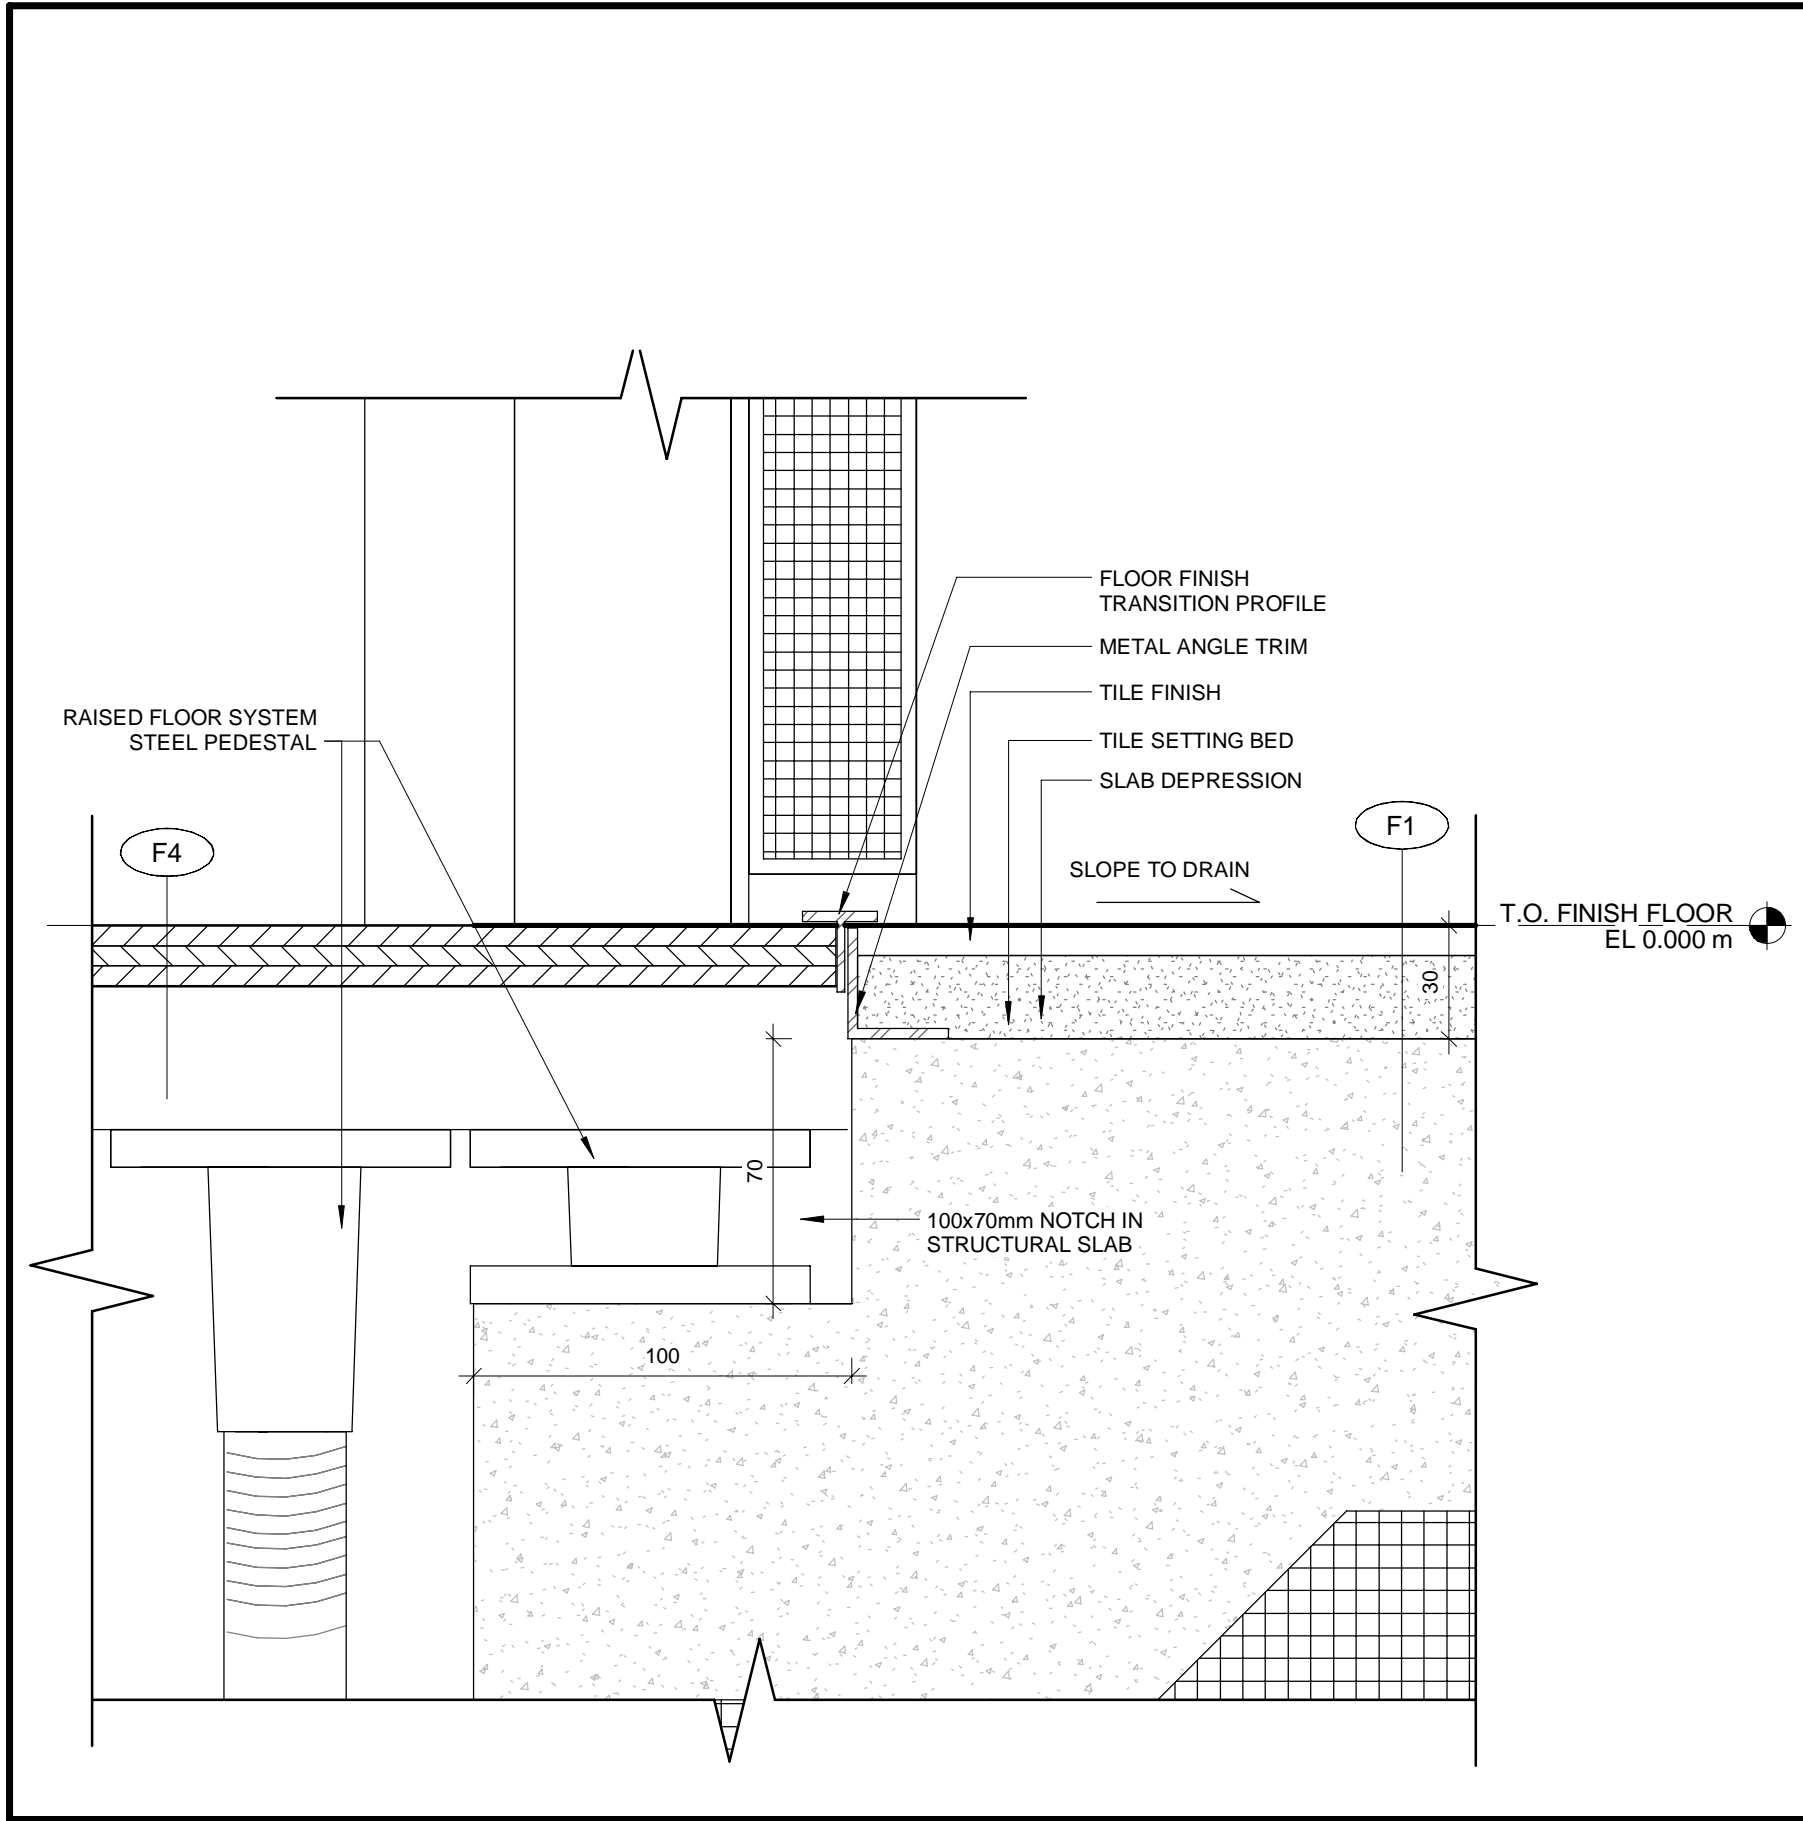 FLOOR FINISH
TRANSITION PROFILE
METAL ANGLE TRIM
TILE FINISH
RAISED FLOOR SYSTEM
STEEL PEDESTAL
TILE SETTING BED
SLAB DEPRESSION
F4
F1
SLOPE TO DRAIN
T.O. FINISH FLOOR
EL 0.000 m
30
70
100x70mm NOTCH IN
STRUCTURAL SLAB
100